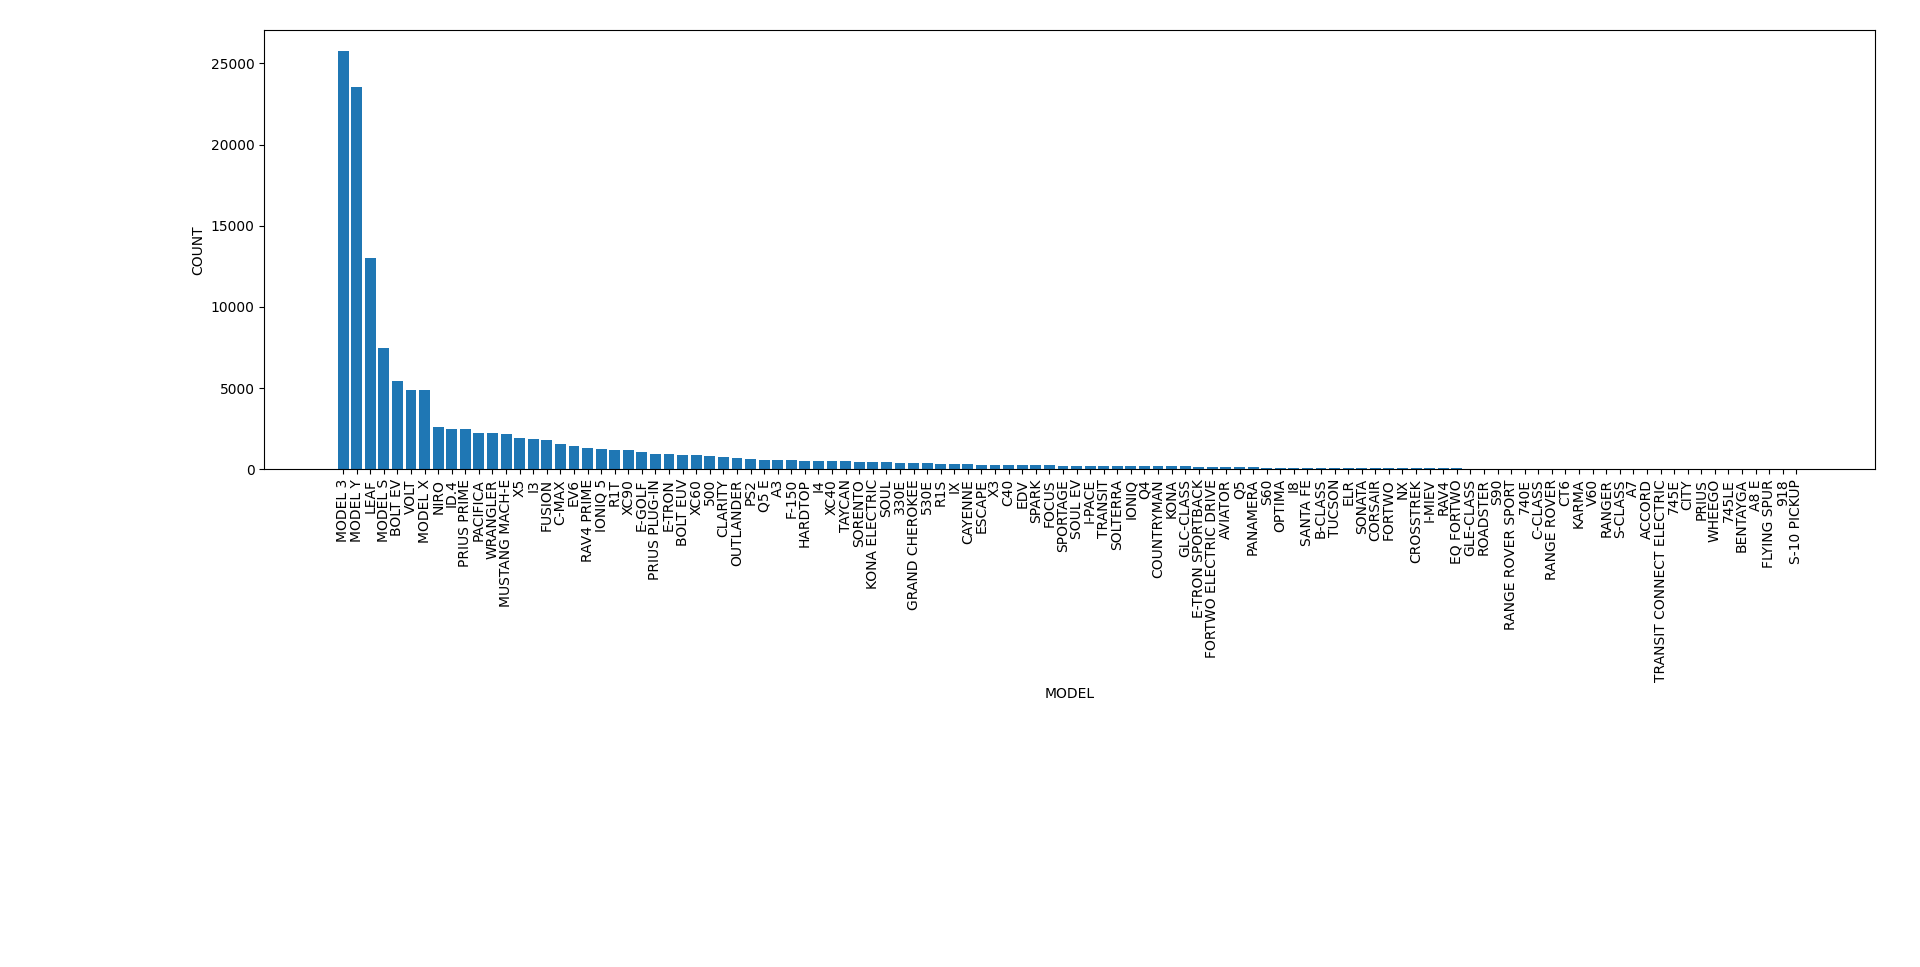 COUNT
25000
20000
15000
10000
5000
0
MODEL 3
MODEL Y
LEAF
MODEL S
BOLT EV
VOLT
MODEL X
NIRO
ID.4
PRIUS PRIME
PACIFICA
WRANGLER
MUSTANG MACH-E
X5
I3
FUSION
C-MAX
EV6
RAV4 PRIME
IONIQ 5
R1T
XC90
E-GOLF
PRIUS PLUG-IN
E-TRON
BOLT EUV
XC60
500
CLARITY
OUTLANDER
PS2
Q5 E
A3
F-150
HARDTOP
I4
XC40
TAYCAN
SORENTO
KONA ELECTRIC
SOUL
330E
GRAND CHEROKEE
530E
R1S
IX
CAYENNE
ESCAPE
X3
C40
EDV
SPARK
FOCUS
SPORTAGE
SOUL EV
I-PACE
TRANSIT
SOLTERRA
IONIQ
Q4
COUNTRYMAN
KONA
GLC-CLASS
E-TRON SPORTBACK
FORTWO ELECTRIC DRIVE
AVIATOR
Q5
PANAMERA
S60
OPTIMA
I8
SANTA FE
B-CLASS
TUCSON
ELR
SONATA
CORSAIR
FORTWO
NX
CROSSTREK
I-MIEV
RAV4
EQ FORTWO
GLE-CLASS
ROADSTER
S90
RANGE ROVER SPORT
740E
C-CLASS
RANGE ROVER
CT6
KARMA
V60
RANGER
S-CLASS
A7
ACCORD
TRANSIT CONNECT ELECTRIC
745E
CITY
PRIUS
WHEEGO
745LE
BENTAYGA
A8 E
FLYING SPUR
918
S-10 PICKUP
MODEL